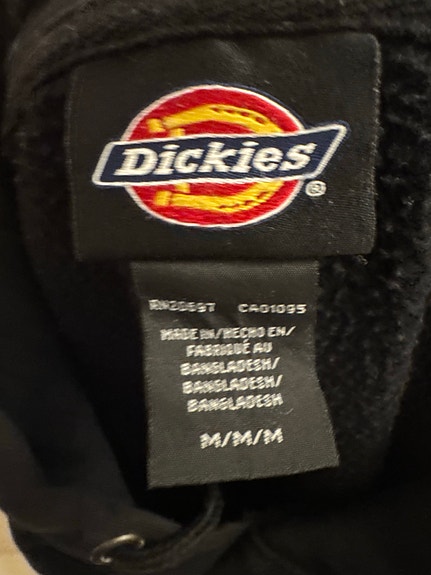 Dickies
®
RN20697 CA01095
MADE IN/HECHO EN/
FABRIQUÉ AU
BANGLADESH/
BANGLADESH/
BANGLADESH
M/M/M